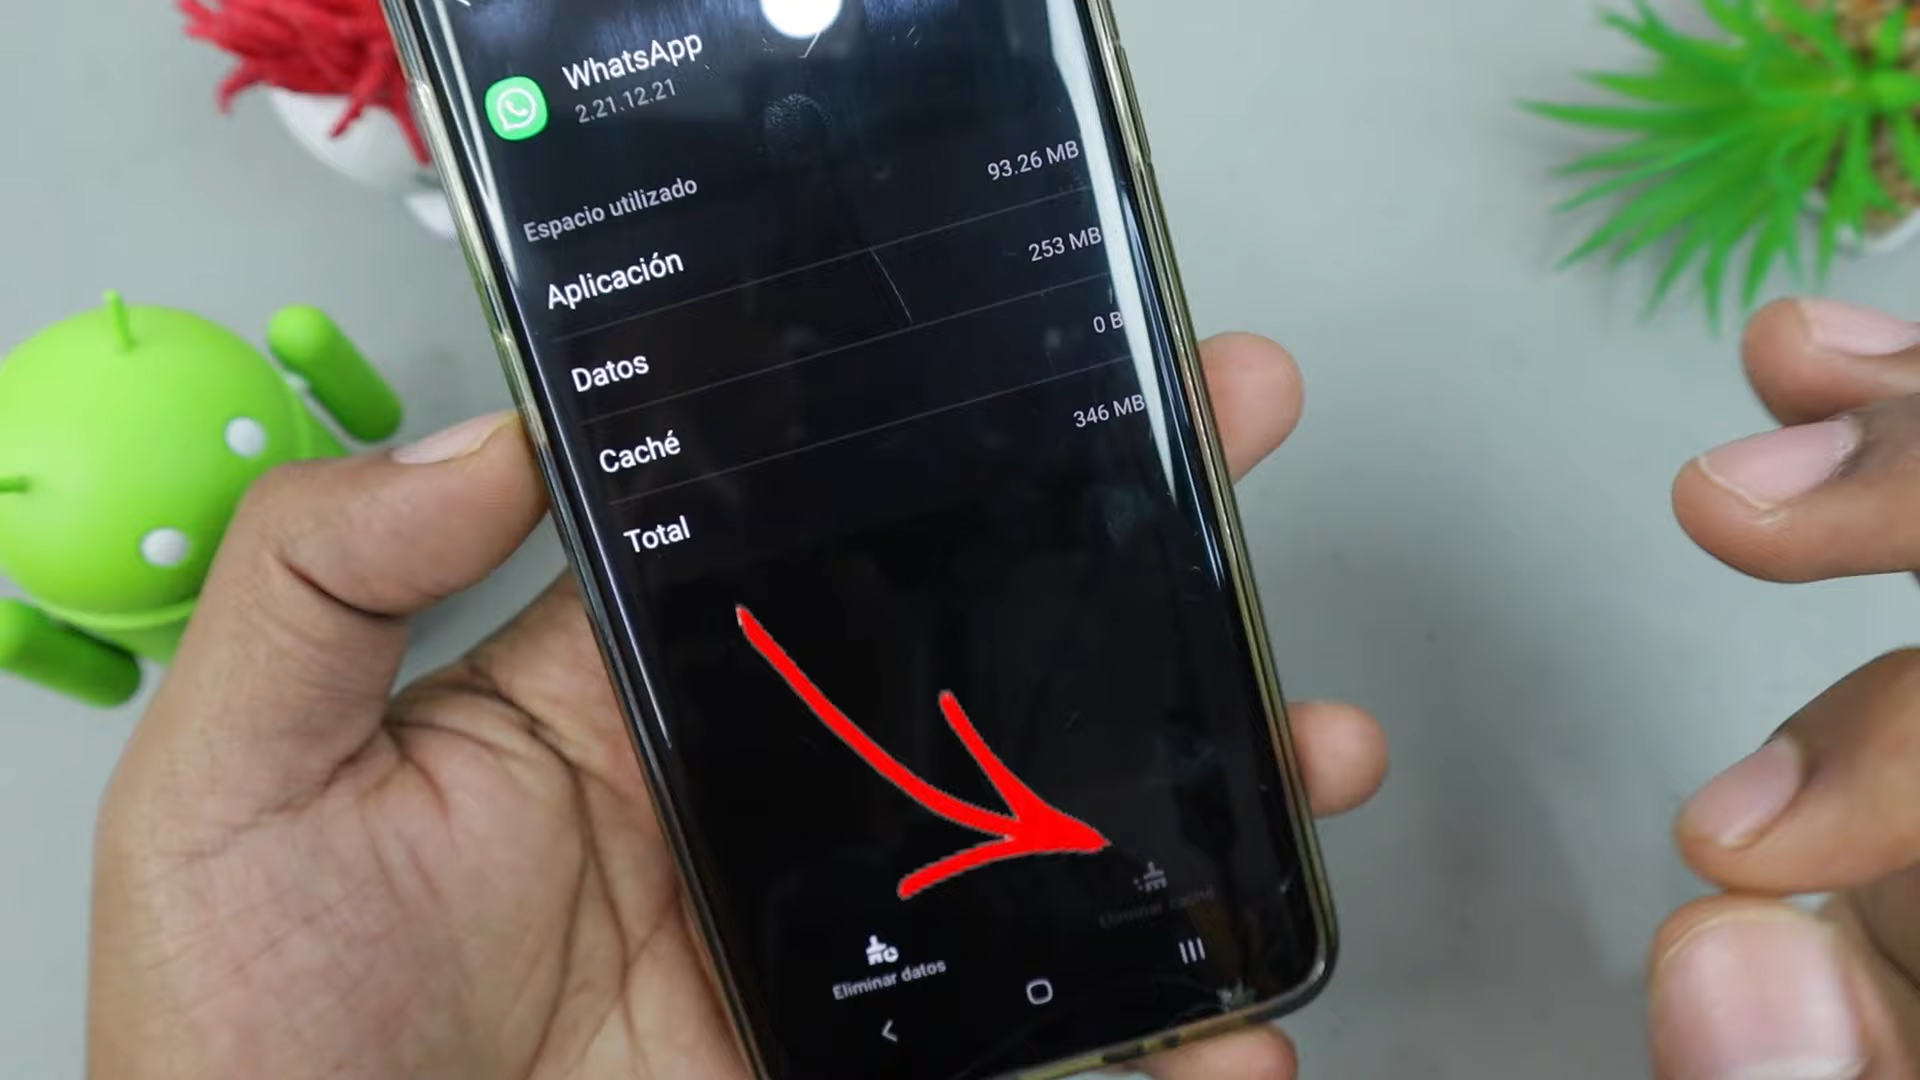 WhatsApp
2.21.12.21
Espacio utilizado
Aplicación 93.26 MB
Datos 253 MB
Caché 0 B
Total 346 MB
Eliminar datos
Eliminar caché